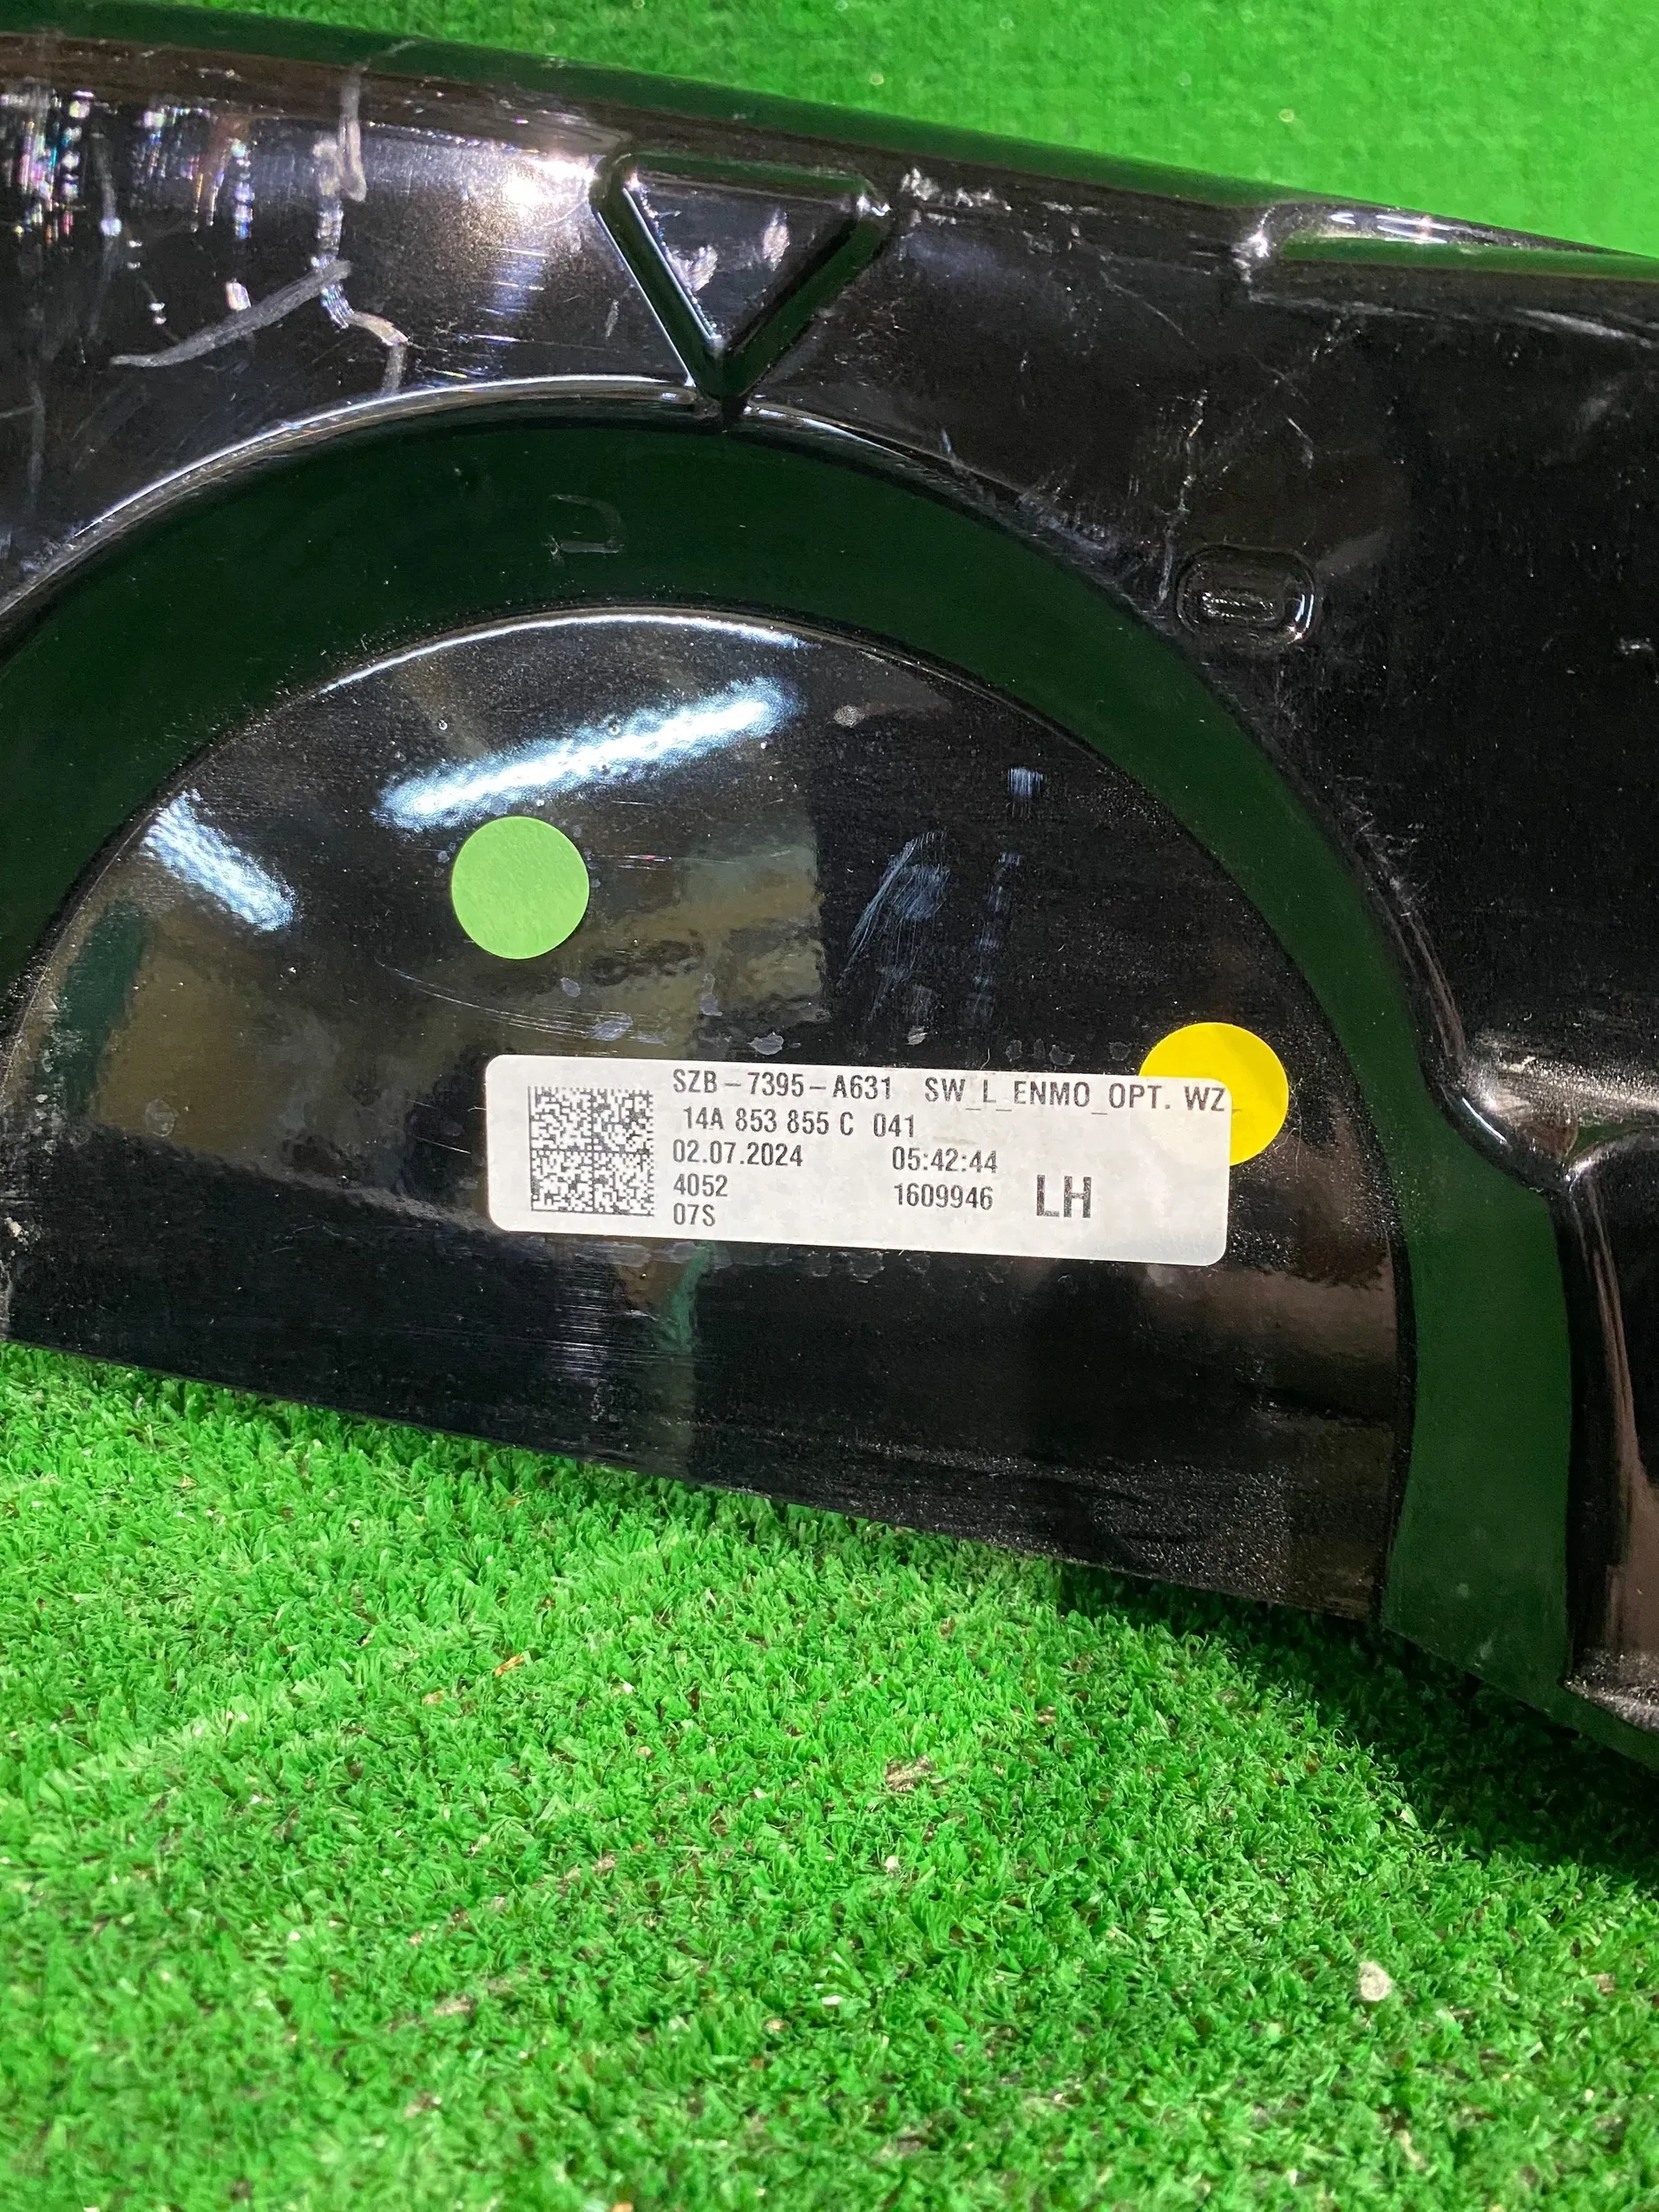 SZB-7395-A631 SW_L_ENMO_OPT. WZ
14A 853 855 C 041
02.07.2024 05:42:44
4052 1609946 LH
07S